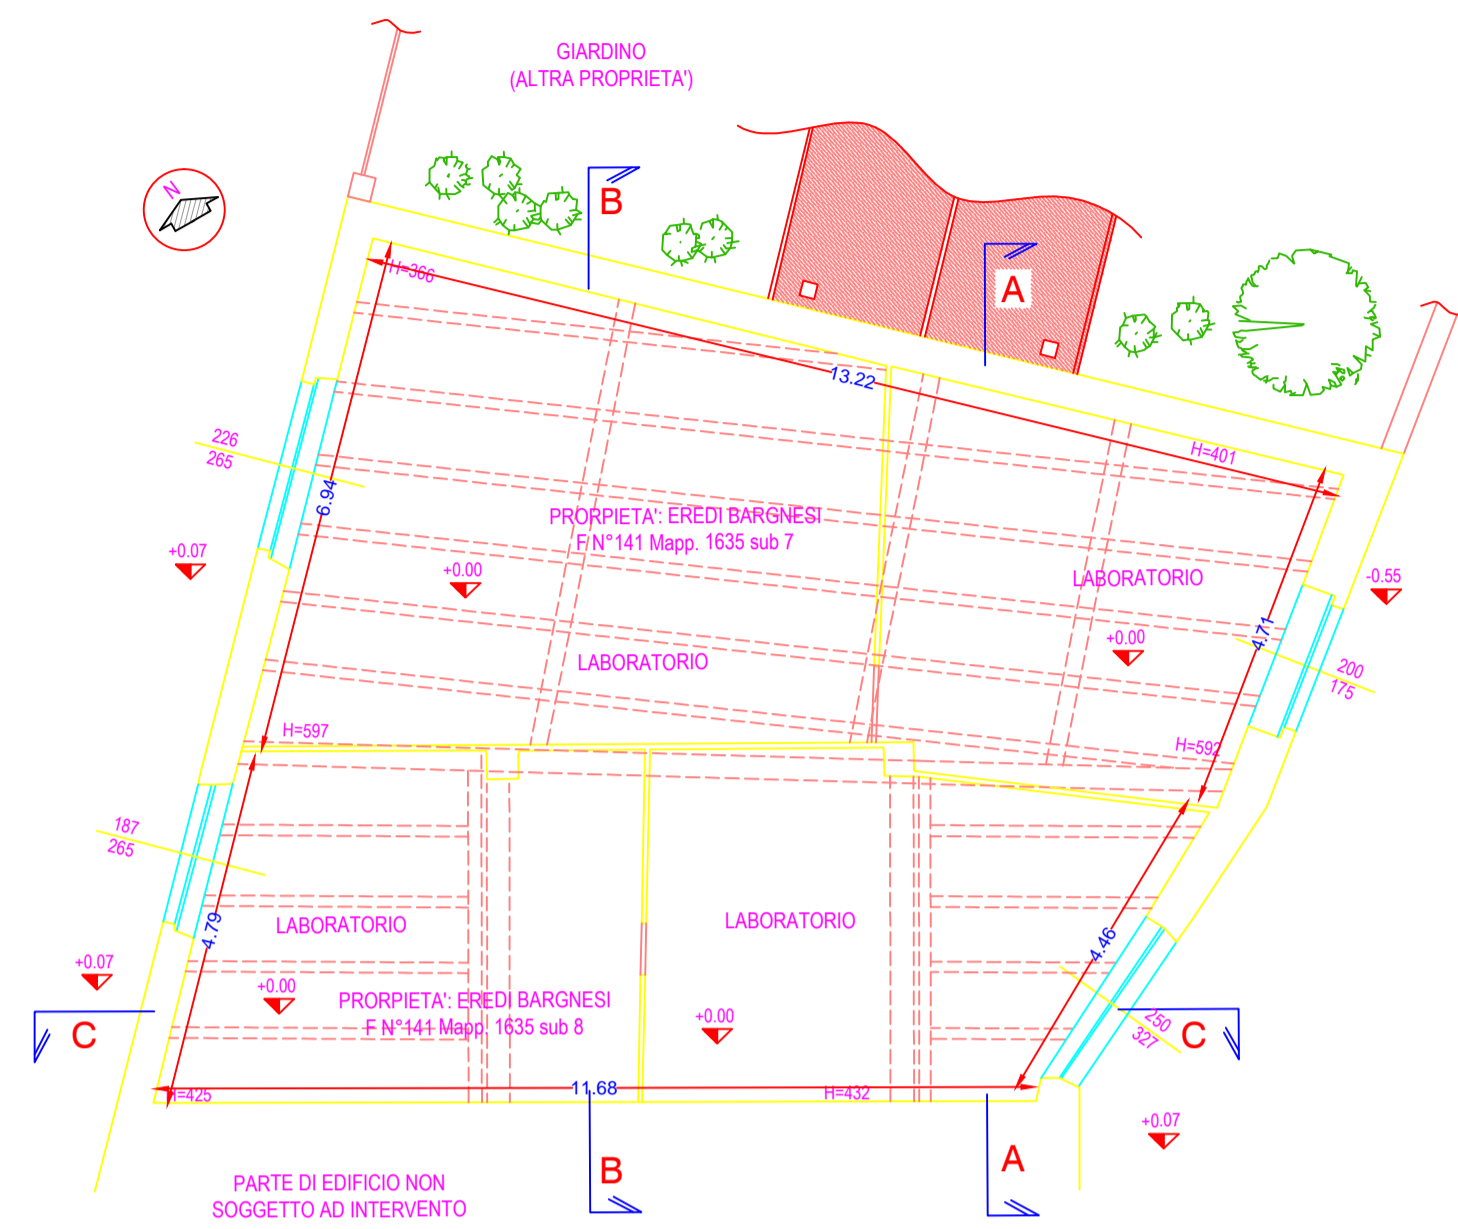 GIARDINO
(ALTRA PROPRIETA')
N
B
A
H=366
13.22
H=401
226
265
6.94
PRORPIETA': EREDI BARGNESI
F N°141 Mapp. 1635 sub 7
+0.07
+0.00
LABORATORIO
-0.55
4.71
+0.00
LABORATORIO
200
175
H=597
H=592
187
265
4.79
LABORATORIO
LABORATORIO
4.46
+0.07
+0.00
PRORPIETA': EREDI BARGNESI
F N°141 Mapp. 1635 sub 8
+0.00
C
C
250
327
H=425
11.68
H=432
+0.07
B
A
PARTE DI EDIFICIO NON
SOGGETTO AD INTERVENTO